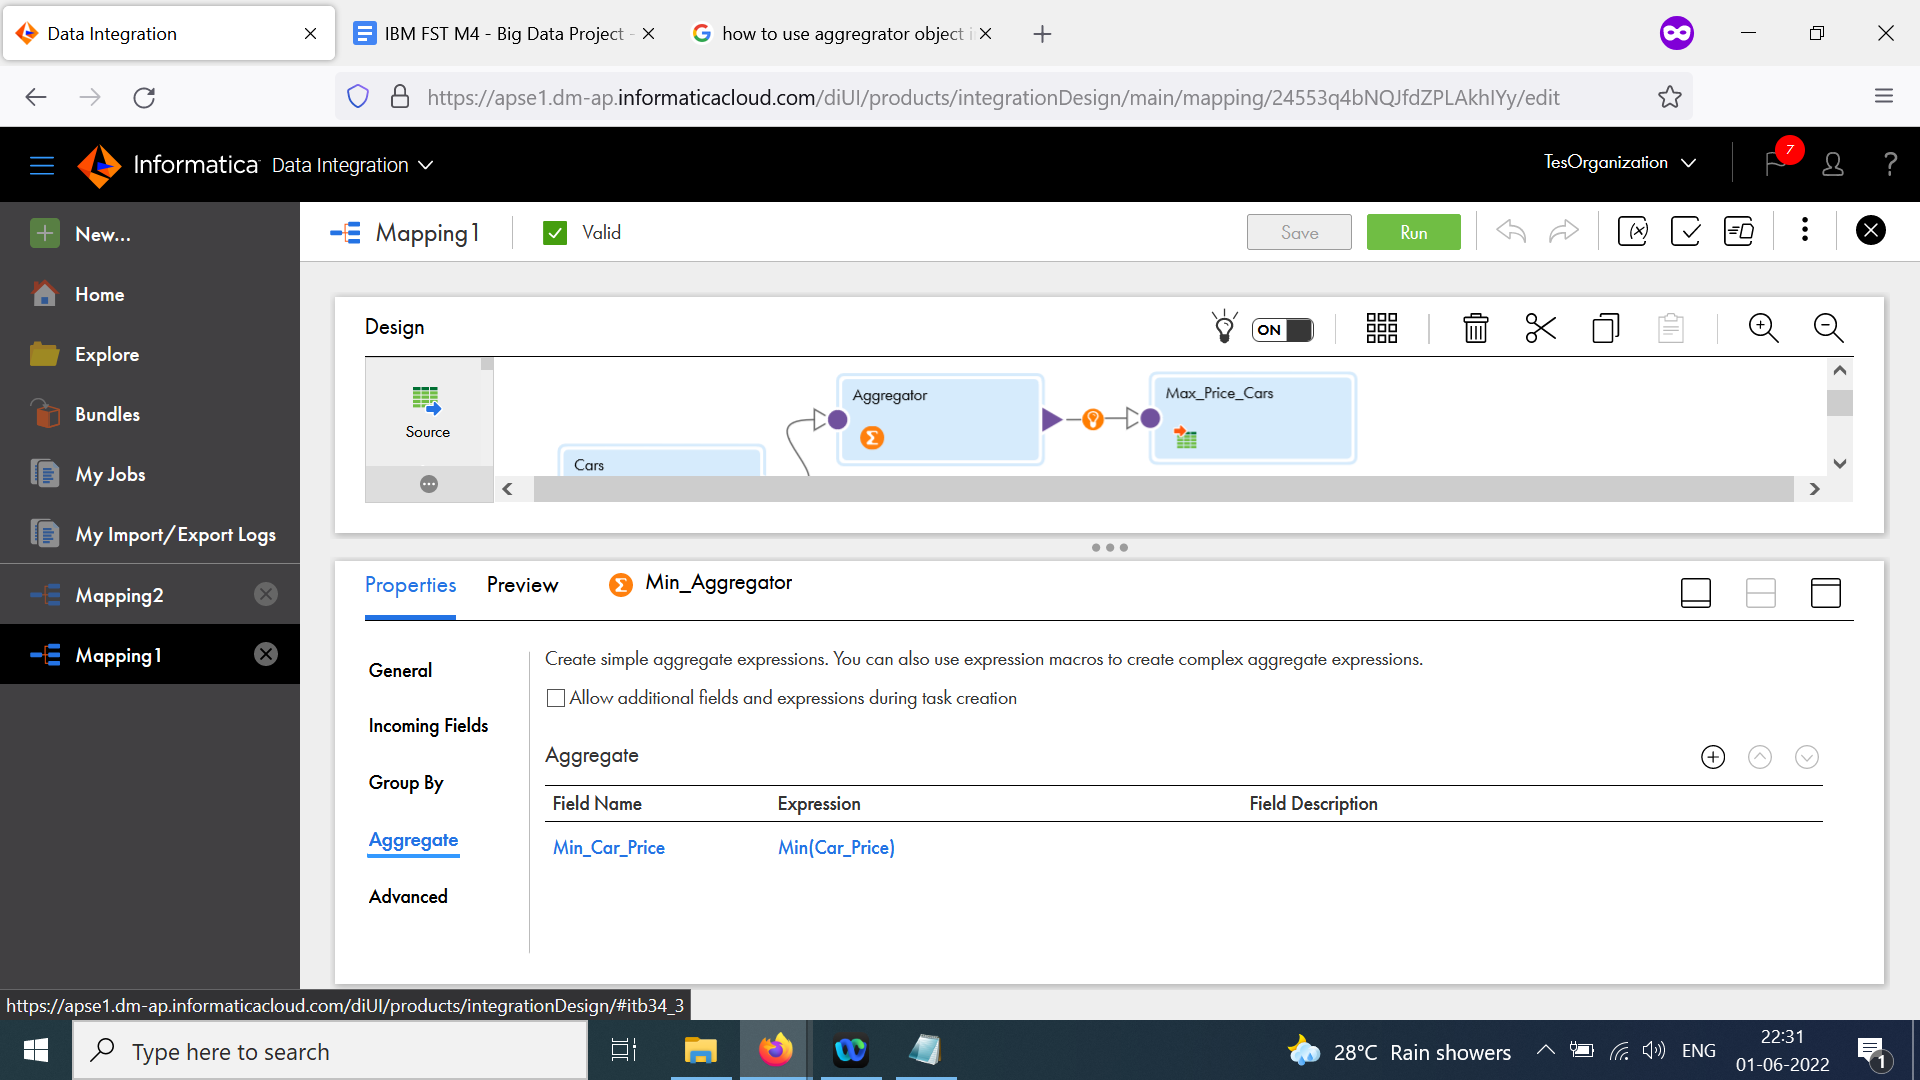 Data Integration
IBM FST M4 - Big Data Project -
how to use aggregrator object i
https://apse1.dm-ap.informaticacloud.com/diUI/products/integrationDesign/main/mapping/24553q4bNQJfdZPLAkhIYy/edit
Informatica Data Integration
TesOrganization
7
?
New...
Home
Explore
Bundles
My Jobs
My Import/Export Logs
Mapping2
Mapping1
Mapping1
Valid
Save
Run
Design
ON
Source
Aggregator
Max_Price_Cars
Cars
Properties
Preview
Min_Aggregator
General
Incoming Fields
Group By
Aggregate
Advanced
Create simple aggregate expressions. You can also use expression macros to create complex aggregate expressions.
Allow additional fields and expressions during task creation
Aggregate
Field Name
Expression
Field Description
Min_Car_Price
Min(Car_Price)
https://apse1.dm-ap.informaticacloud.com/diUI/products/integrationDesign/#itb34_3
Type here to search
28°C Rain showers
ENG
22:31
01-06-2022
1